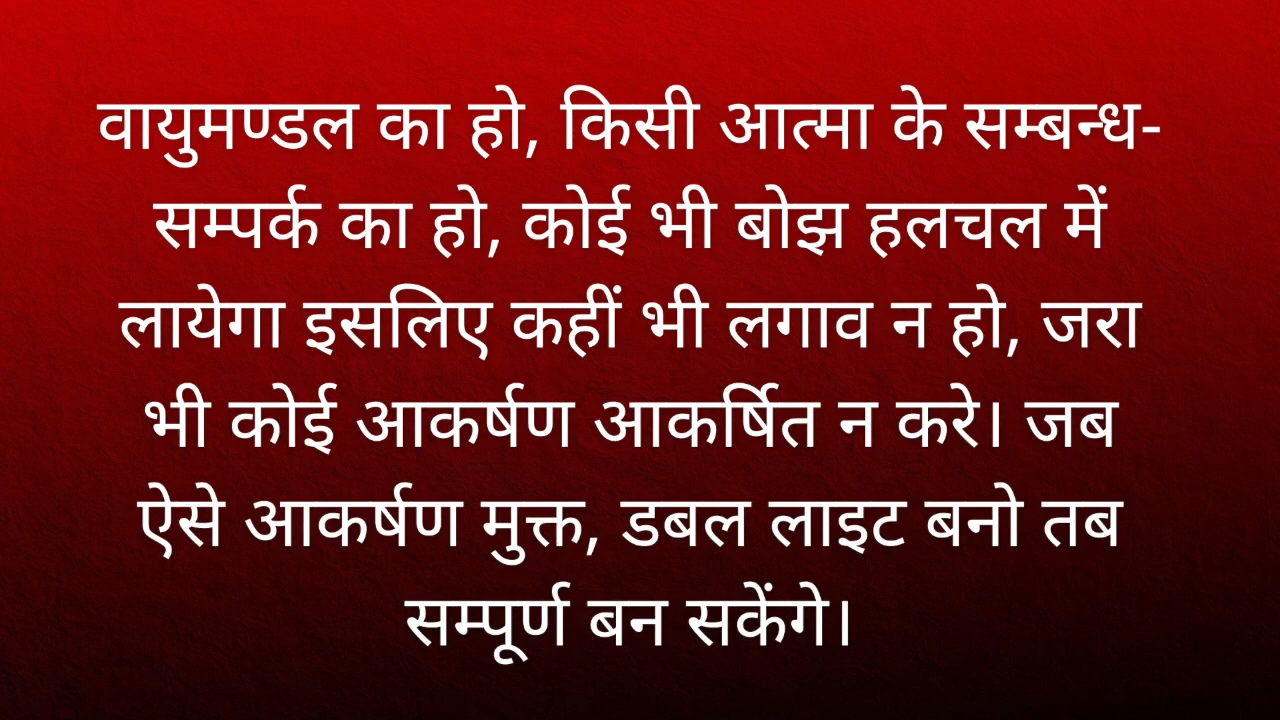 वायुमण्डल का हो, किसी आत्मा के सम्बन्ध-
सम्पर्क का हो, कोई भी बोझ हलचल में
लायेगा इसलिए कहीं भी लगाव न हो, जरा
भी कोई आकर्षण आकर्षित न करे। जब
ऐसे आकर्षण मुक्त, डबल लाइट बनो तब
सम्पूर्ण बन सकेंगे।